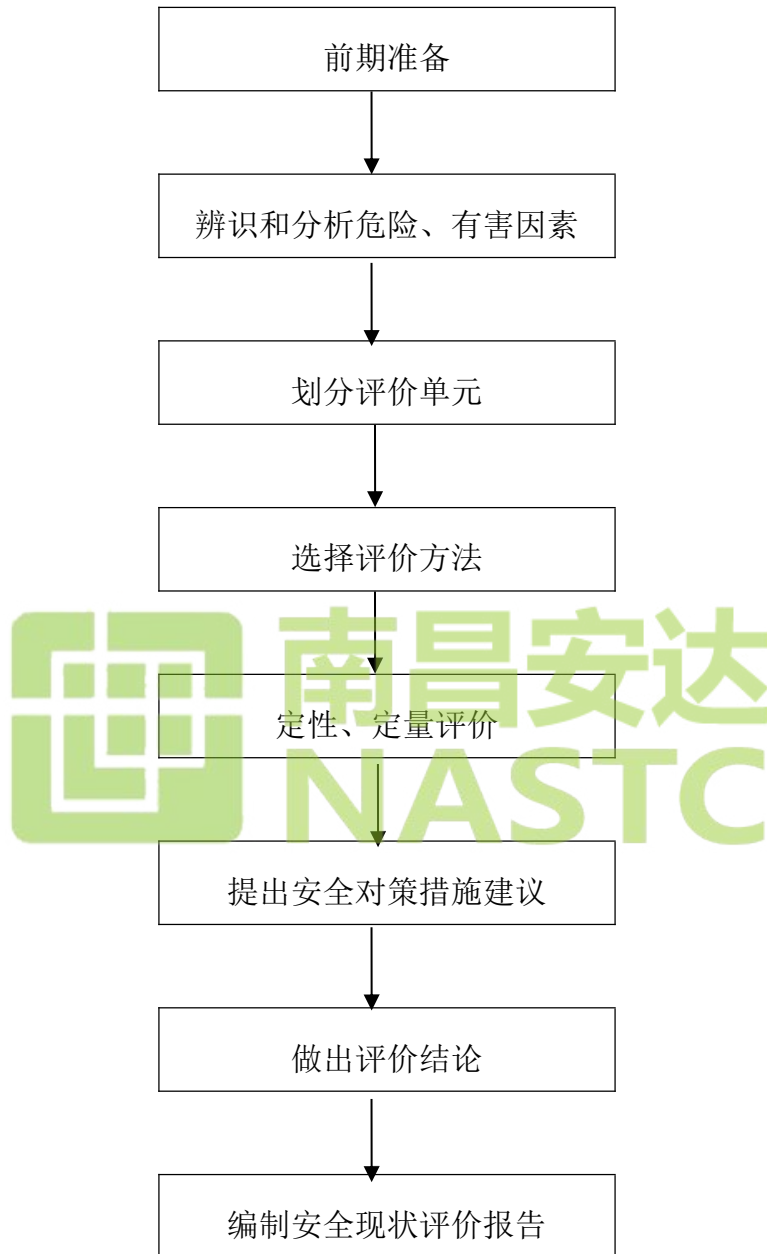 前期准备
辨识和分析危险、有害因素
划分评价单元
选择评价方法
南昌安达
定性、定量评价
NASTC
提出安全对策措施建议
做出评价结论
编制安全现状评价报告